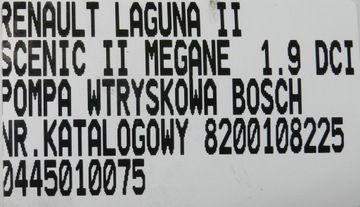 RENAULT LAGUNA II
SCENIC II MEGANE 1.9 DCI
POMPA WTRYSKOWA BOSCH
NR.KATALOGOWY 8200108225
0445010075